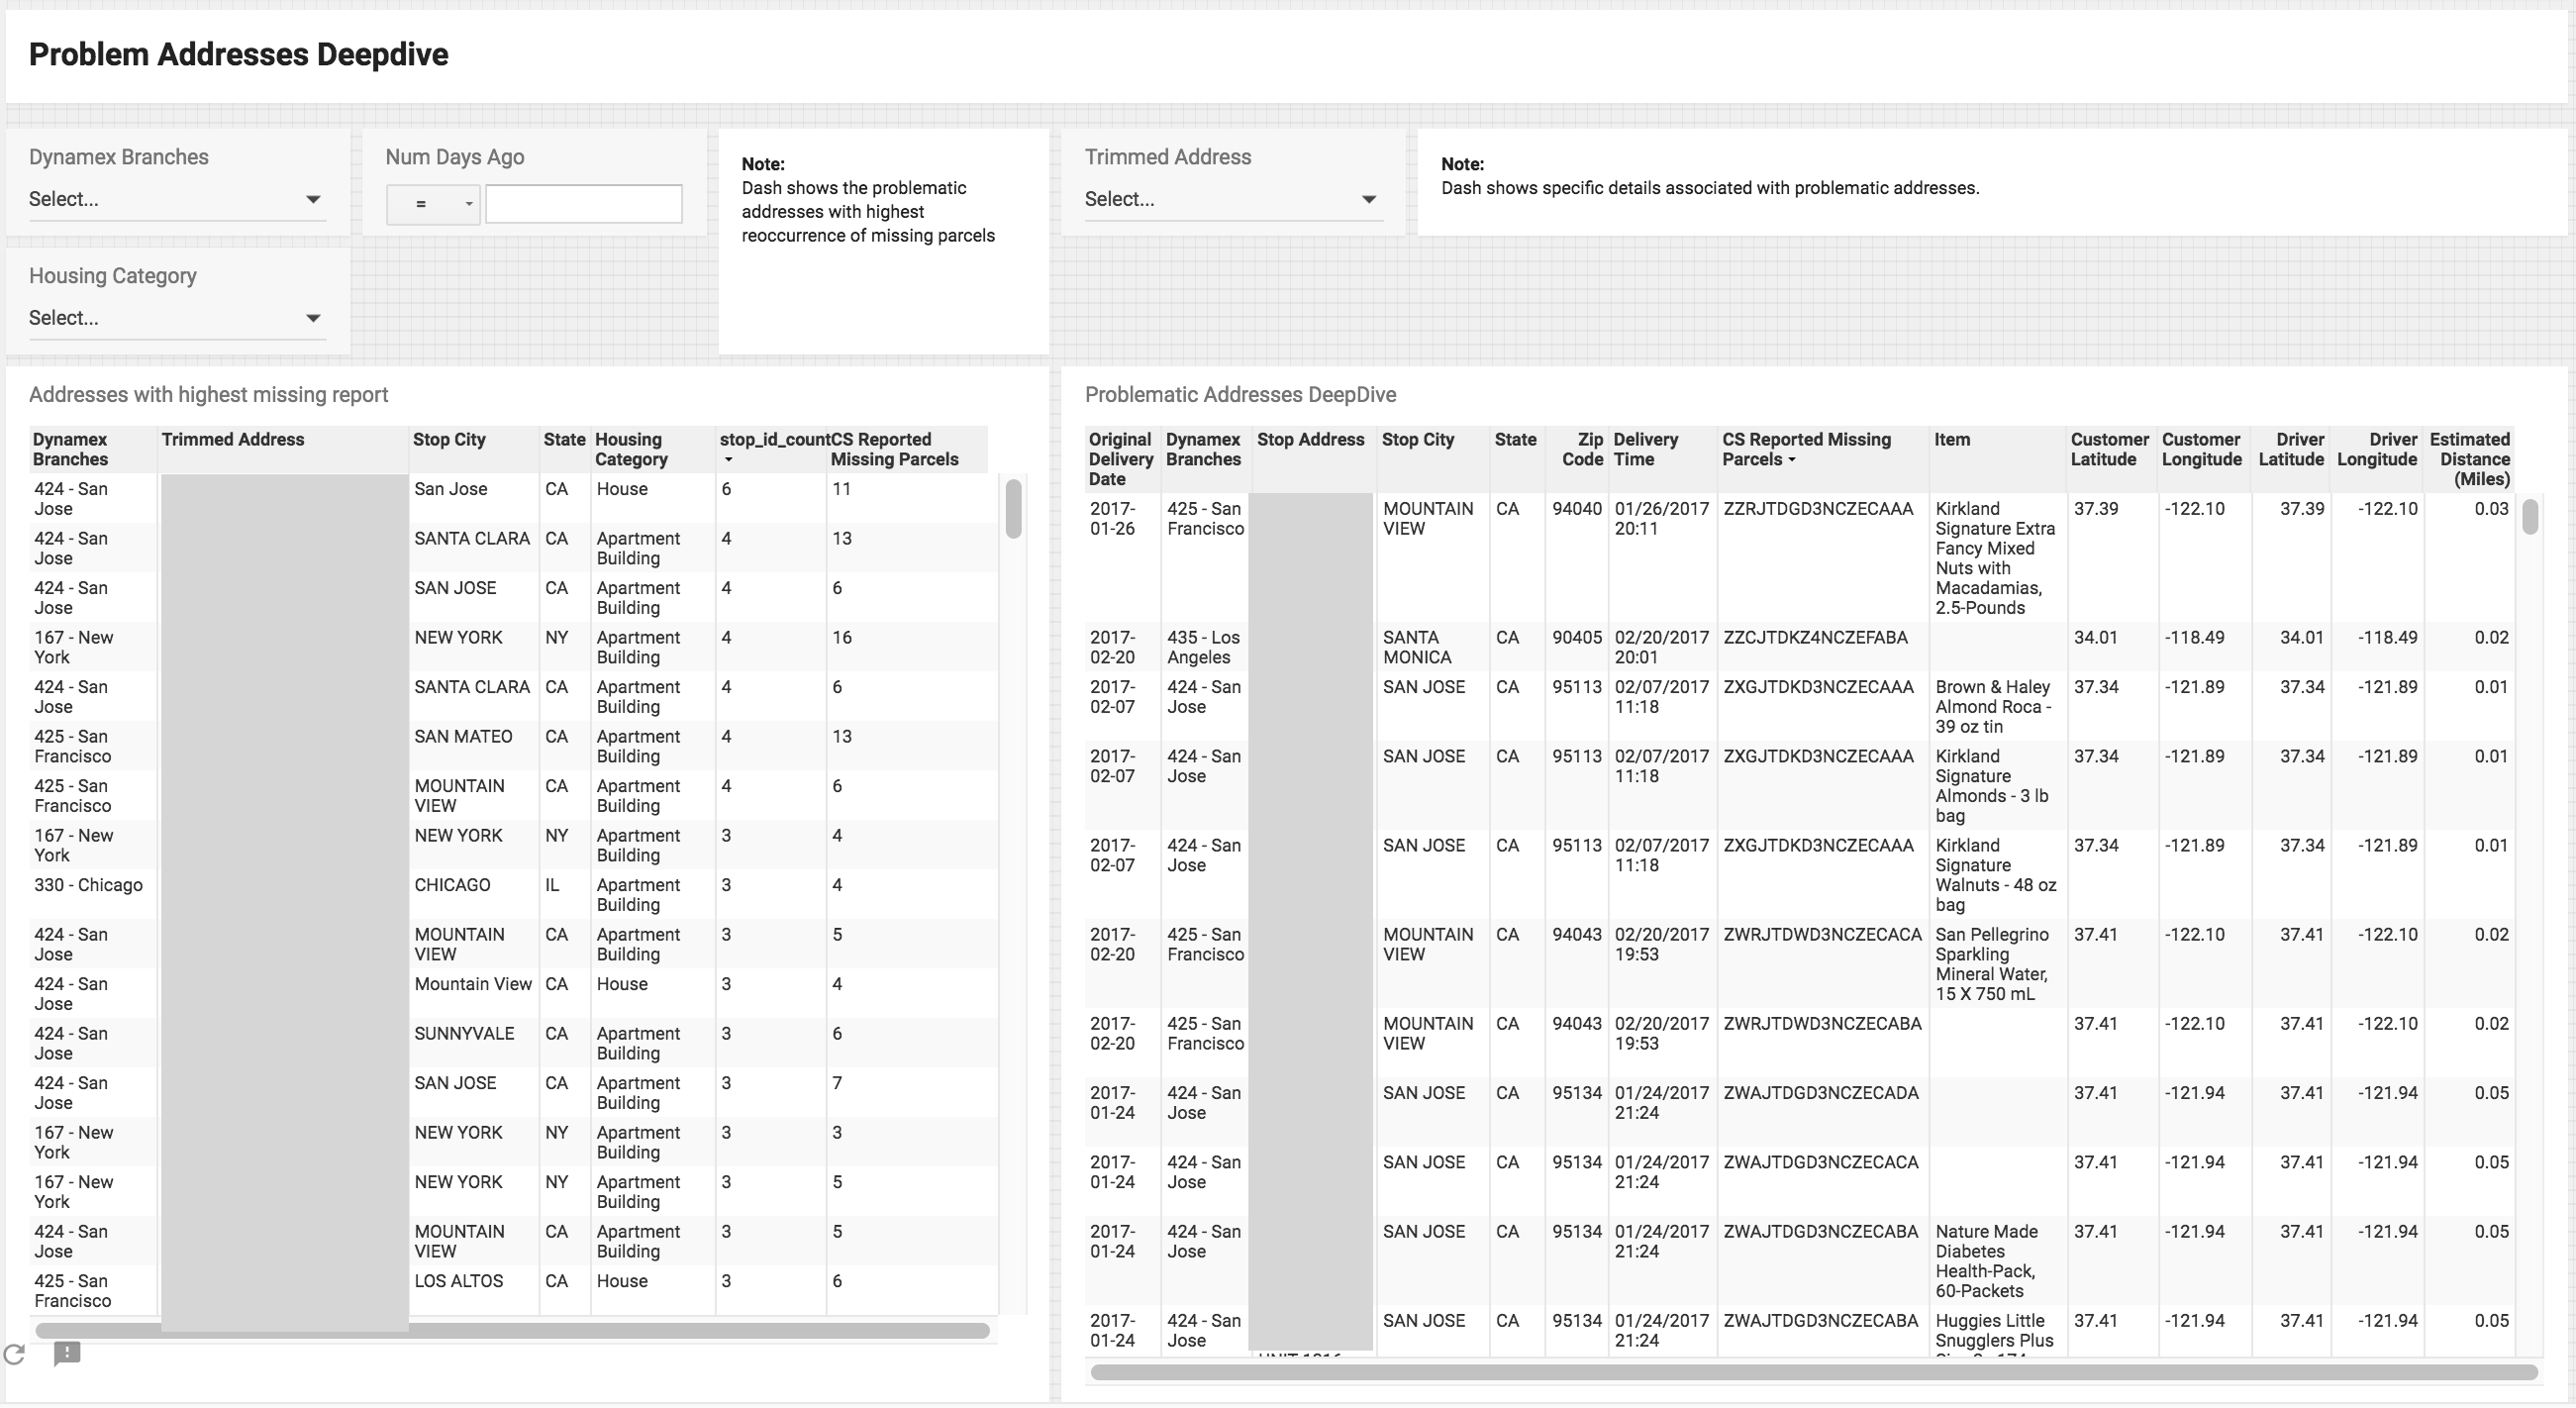 Problem Addresses Deepdive
Dynamex Branches
Select...
Num Days Ago
=
Note:
Dash shows the problematic
addresses with highest
reoccurrence of missing parcels
Trimmed Address
Select...
Note:
Dash shows specific details associated with problematic addresses.
Housing Category
Select...
Addresses with highest missing report
Dynamex Branches Trimmed Address Stop City State Housing Category stop_id_count CS Reported Missing Parcels
424 - San Jose San Jose CA House 6 11
424 - San Jose SANTA CLARA CA Apartment Building 4 13
424 - San Jose SAN JOSE CA Apartment Building 4 6
167 - New York NEW YORK NY Apartment Building 4 16
424 - San Jose SANTA CLARA CA Apartment Building 4 6
425 - San Francisco SAN MATEO CA Apartment Building 4 13
425 - San Francisco MOUNTAIN VIEW CA Apartment Building 4 6
167 - New York NEW YORK NY Apartment Building 3 4
330 - Chicago CHICAGO IL Apartment Building 3 4
424 - San Jose MOUNTAIN VIEW CA Apartment Building 3 5
424 - San Jose Mountain View CA House 3 4
424 - San Jose SUNNYVALE CA Apartment Building 3 6
424 - San Jose SAN JOSE CA Apartment Building 3 7
167 - New York NEW YORK NY Apartment Building 3 3
167 - New York NEW YORK NY Apartment Building 3 5
424 - San Jose MOUNTAIN VIEW CA Apartment Building 3 5
425 - San Francisco LOS ALTOS CA House 3 6
Problematic Addresses DeepDive
Original Delivery Date Dynamex Branches Stop Address Stop City State Zip Code Delivery Time CS Reported Missing Parcels Item Customer Latitude Customer Longitude Driver Latitude Driver Longitude Estimated Distance (Miles)
2017-01-26 425 - San Francisco MOUNTAIN VIEW CA 94040 01/26/2017 20:11 ZZRJTDGD3NCZECAAA Kirkland Signature Extra Fancy Mixed Nuts with Macadamias, 2.5-Pounds 37.39 -122.10 37.39 -122.10 0.03
2017-02-20 435 - Los Angeles SANTA MONICA CA 90405 02/20/2017 20:01 ZZCJTDKZ4NCZEFABA 34.01 -118.49 34.01 -118.49 0.02
2017-02-07 424 - San Jose SAN JOSE CA 95113 02/07/2017 11:18 ZXGJTDKD3NCZECAAA Brown & Haley Almond Roca - 39 oz tin 37.34 -121.89 37.34 -121.89 0.01
2017-02-07 424 - San Jose SAN JOSE CA 95113 02/07/2017 11:18 ZXGJTDKD3NCZECAAA Kirkland Signature Almonds - 3 lb bag 37.34 -121.89 37.34 -121.89 0.01
2017-02-07 424 - San Jose SAN JOSE CA 95113 02/07/2017 11:18 ZXGJTDKD3NCZECAAA Kirkland Signature Walnuts - 48 oz bag 37.34 -121.89 37.34 -121.89 0.01
2017-02-20 425 - San Francisco MOUNTAIN VIEW CA 94043 02/20/2017 19:53 ZWRJTDWD3NCZECACA San Pellegrino Sparkling Mineral Water, 15 X 750 mL 37.41 -122.10 37.41 -122.10 0.02
2017-02-20 425 - San Francisco MOUNTAIN VIEW CA 94043 02/20/2017 19:53 ZWRJTDWD3NCZECABA 37.41 -122.10 37.41 -122.10 0.02
2017-01-24 424 - San Jose SAN JOSE CA 95134 01/24/2017 21:24 ZWAJTDGD3NCZECADA 37.41 -121.94 37.41 -121.94 0.05
2017-01-24 424 - San Jose SAN JOSE CA 95134 01/24/2017 21:24 ZWAJTDGD3NCZECACA 37.41 -121.94 37.41 -121.94 0.05
2017-01-24 424 - San Jose SAN JOSE CA 95134 01/24/2017 21:24 ZWAJTDGD3NCZECABA Nature Made Diabetes Health-Pack, 60-Packets 37.41 -121.94 37.41 -121.94 0.05
2017-01-24 424 - San Jose SAN JOSE CA 95134 01/24/2017 21:24 ZWAJTDGD3NCZECABA Huggies Little Snugglers Plus 37.41 -121.94 37.41 -121.94 0.05